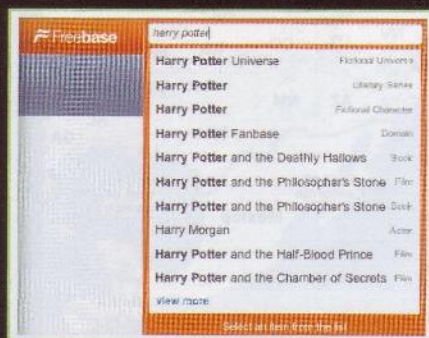 Freebase
harry potter
Harry Potter Universe Fictional Universe
Harry Potter Literary Series
Harry Potter Fictional Character
Harry Potter Fanbase Domain
Harry Potter and the Deathly Hallows Book
Harry Potter and the Philosopher's Stone Film
Harry Potter and the Philosopher's Stone Book
Harry Morgan Actor
Harry Potter and the Half-Blood Prince Film
Harry Potter and the Chamber of Secrets Film
view more
Select an item from the list